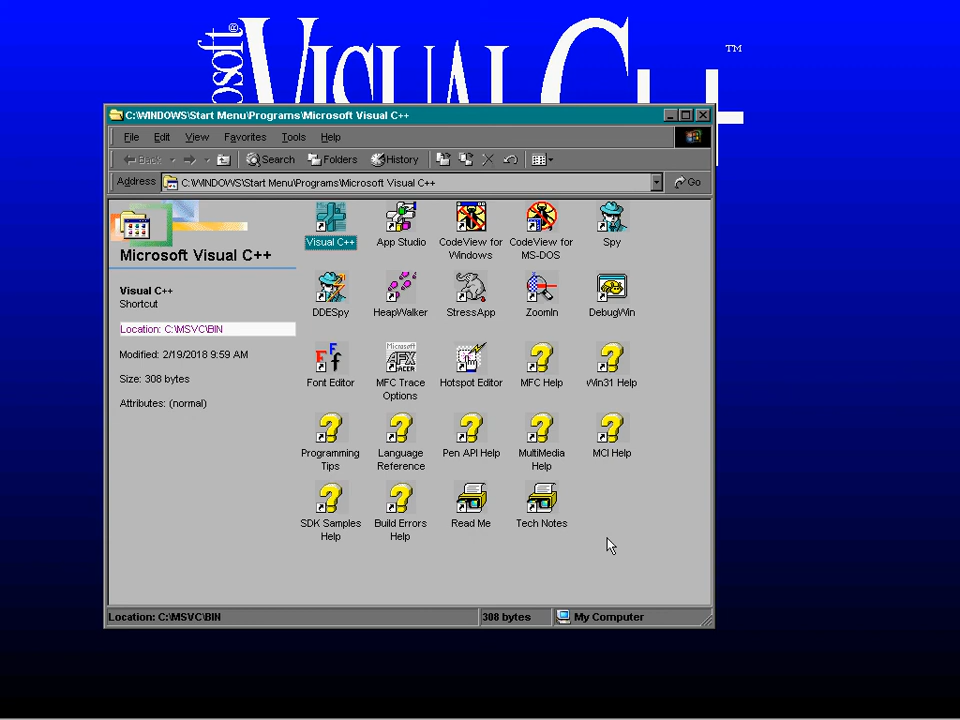 Microsoft®
VISUAL C++ ™
C:\WINDOWS\Start Menu\Programs\Microsoft Visual C++
File Edit View Favorites Tools Help
Back Search Folders History
Address C:\WINDOWS\Start Menu\Programs\Microsoft Visual C++ Go
Microsoft Visual C++
Visual C++
Shortcut
Location: C:\MSVC\BIN
Modified: 2/19/2018 9:59 AM
Size: 308 bytes
Attributes: (normal)
Visual C++
App Studio
CodeView for
Windows
CodeView for
MS-DOS
Spy
DDESpy
HeapWalker
StressApp
ZoomIn
DebugWin
Font Editor
Microsoft
AFX
MFC Trace
Options
Hotspot Editor
MFC Help
Win31 Help
Programming
Tips
Language
Reference
Pen API Help
MultiMedia
Help
MCI Help
SDK Samples
Help
Build Errors
Help
Read Me
Tech Notes
Location: C:\MSVC\BIN 308 bytes My Computer